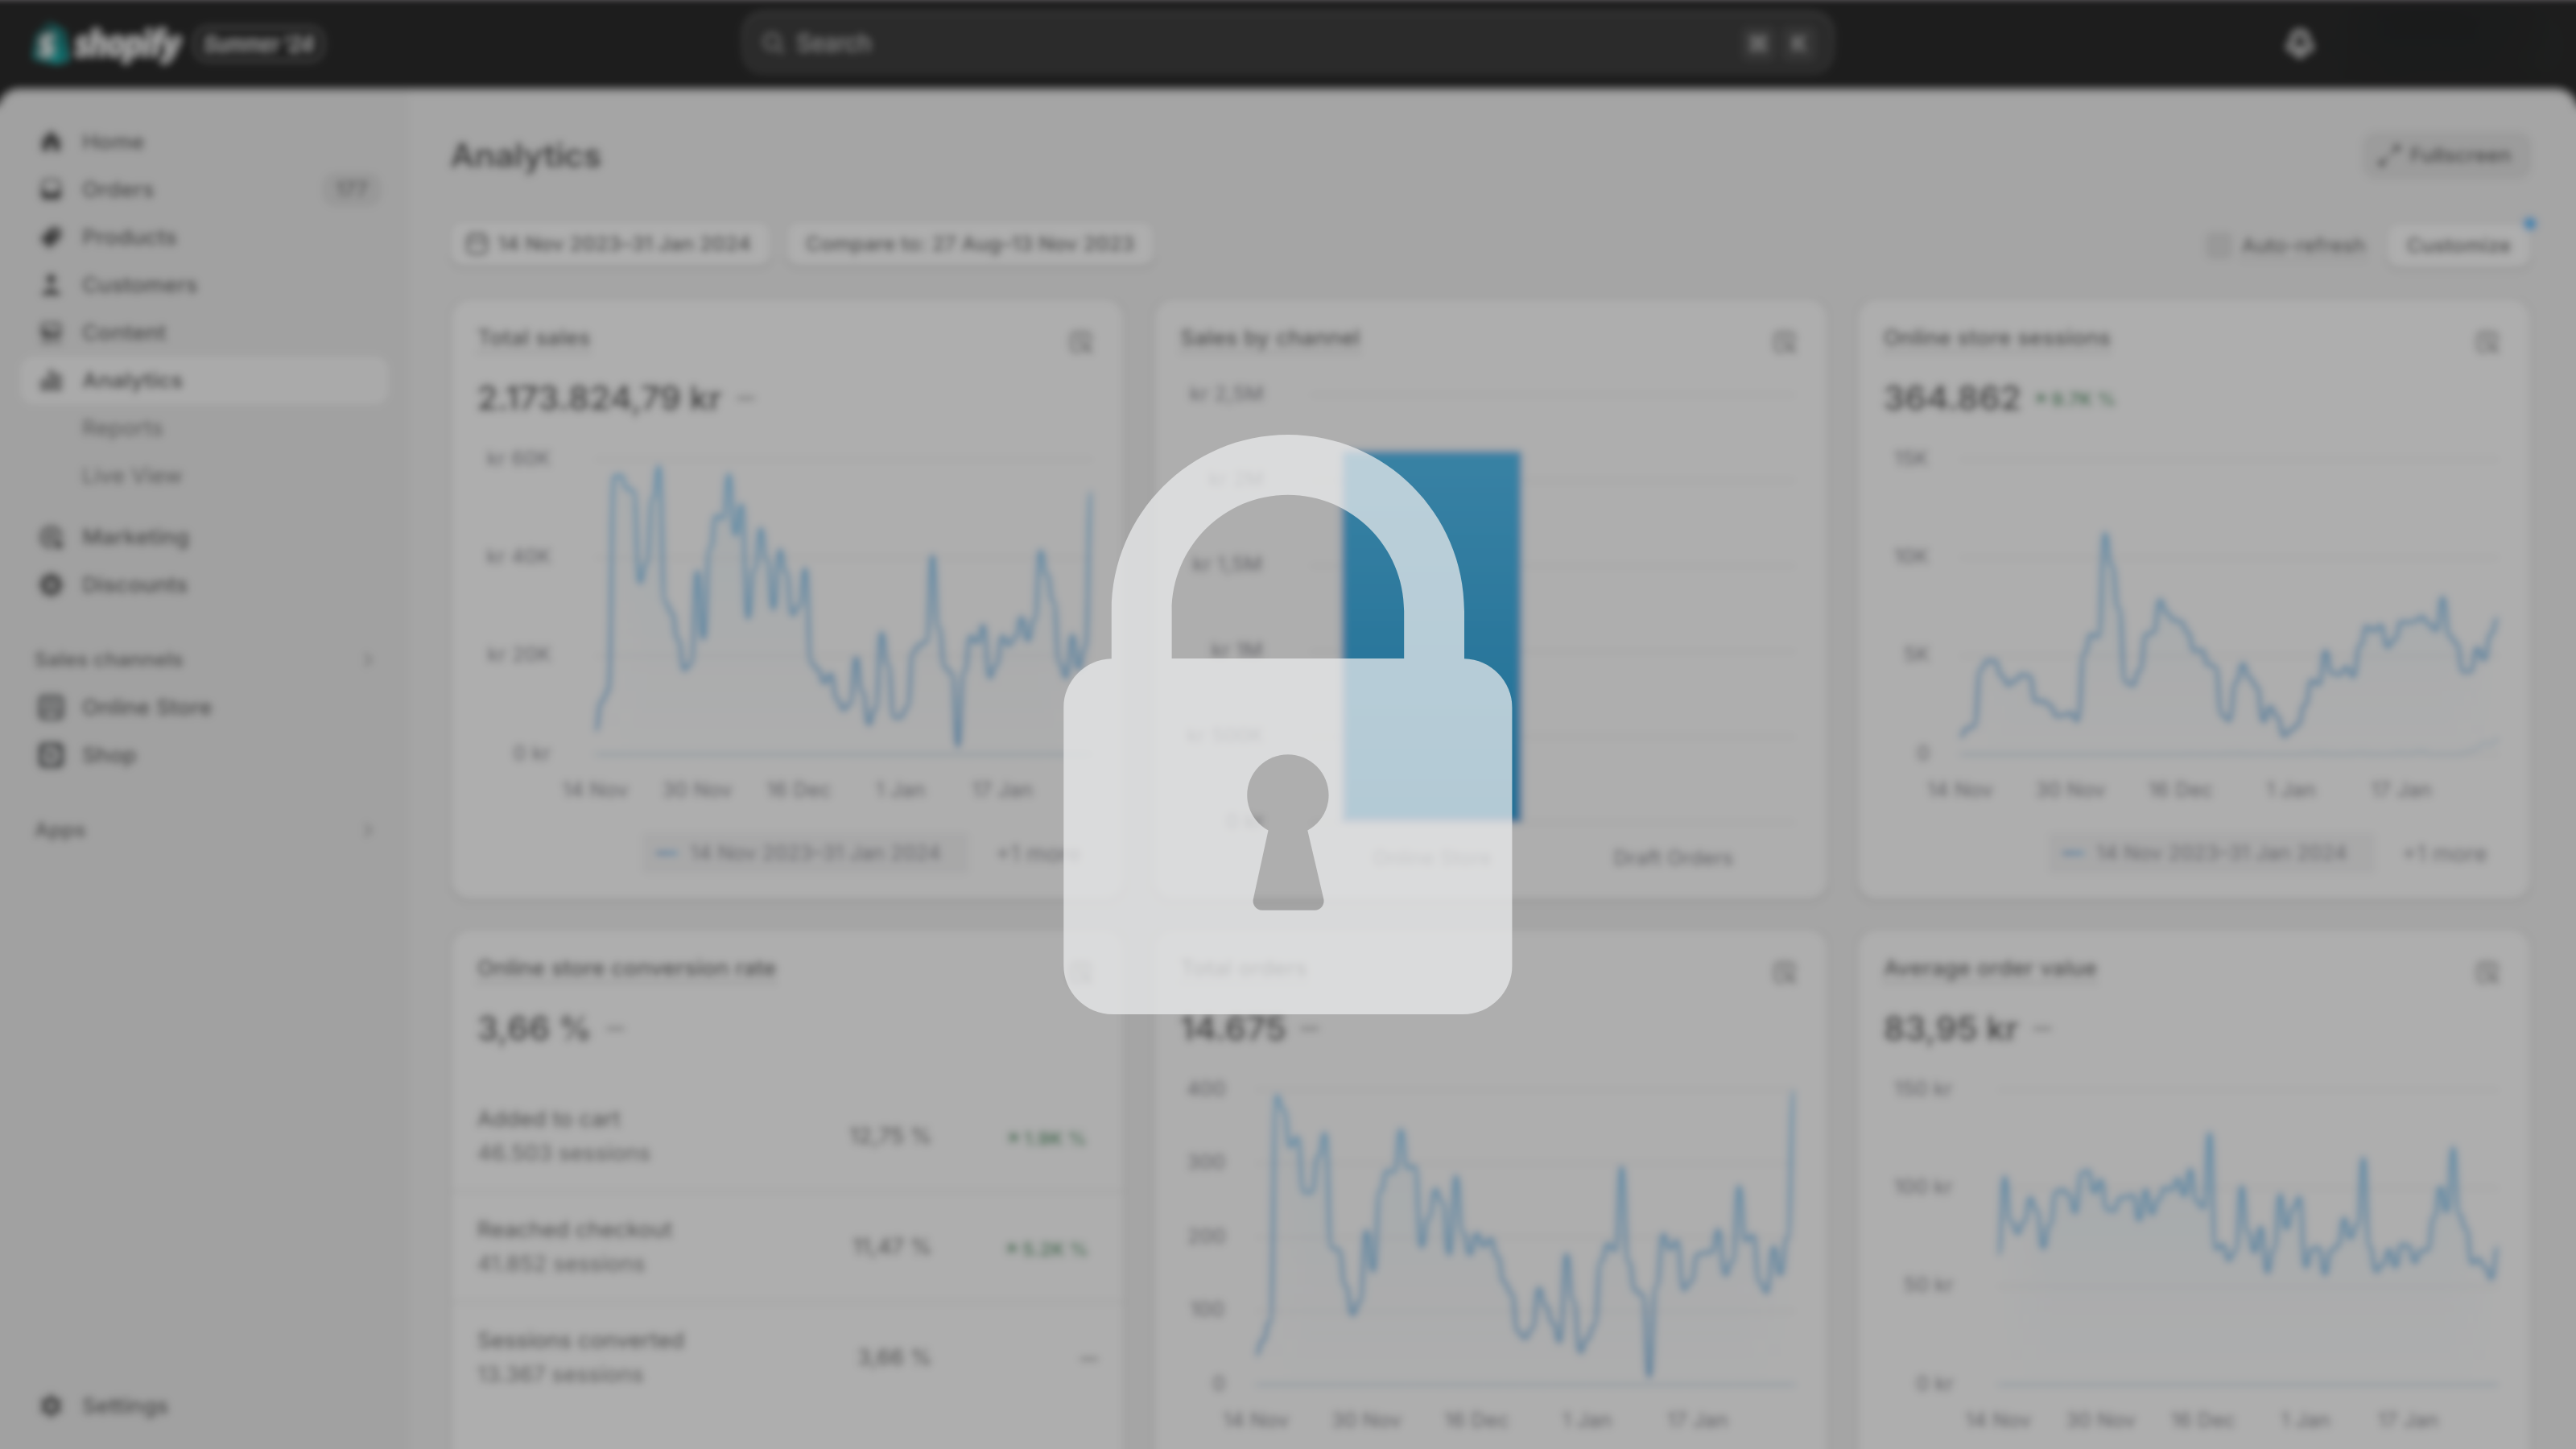 shopify
Summer '24
Search
K
Home
Orders
177
Products
Customers
Content
Analytics
Reports
Live View
Marketing
Discounts
Sales channels
Online Store
Shop
Apps
Settings
Analytics
Fullscreen
14 Nov 2023–31 Jan 2024
Compare to: 27 Aug–13 Nov 2023
Auto-refresh
Customize
Total sales
2.173.824,79 kr –
kr 60K
kr 40K
kr 20K
0 kr
14 Nov 30 Nov 16 Dec 1 Jan 17 Jan
14 Nov 2023–31 Jan 2024 +1 more
Sales by channel
kr 2,5M
kr 2M
kr 1,5M
kr 1M
kr 500K
Online Store Draft Orders
Online store sessions
364.862
15K
10K
5K
0
14 Nov 30 Nov 16 Dec 1 Jan 17 Jan
14 Nov 2023–31 Jan 2024 +1 more
Online store conversion rate
3,66 % –
Added to cart
46.503 sessions
12,75 %
Reached checkout
41.852 sessions
11,47 %
Sessions converted
13.367 sessions
3,66 % –
Total orders
14.675 –
400
300
200
100
0
14 Nov 30 Nov 16 Dec 1 Jan 17 Jan
Average order value
83,95 kr –
150 kr
100 kr
50 kr
0 kr
14 Nov 30 Nov 16 Dec 1 Jan 17 Jan